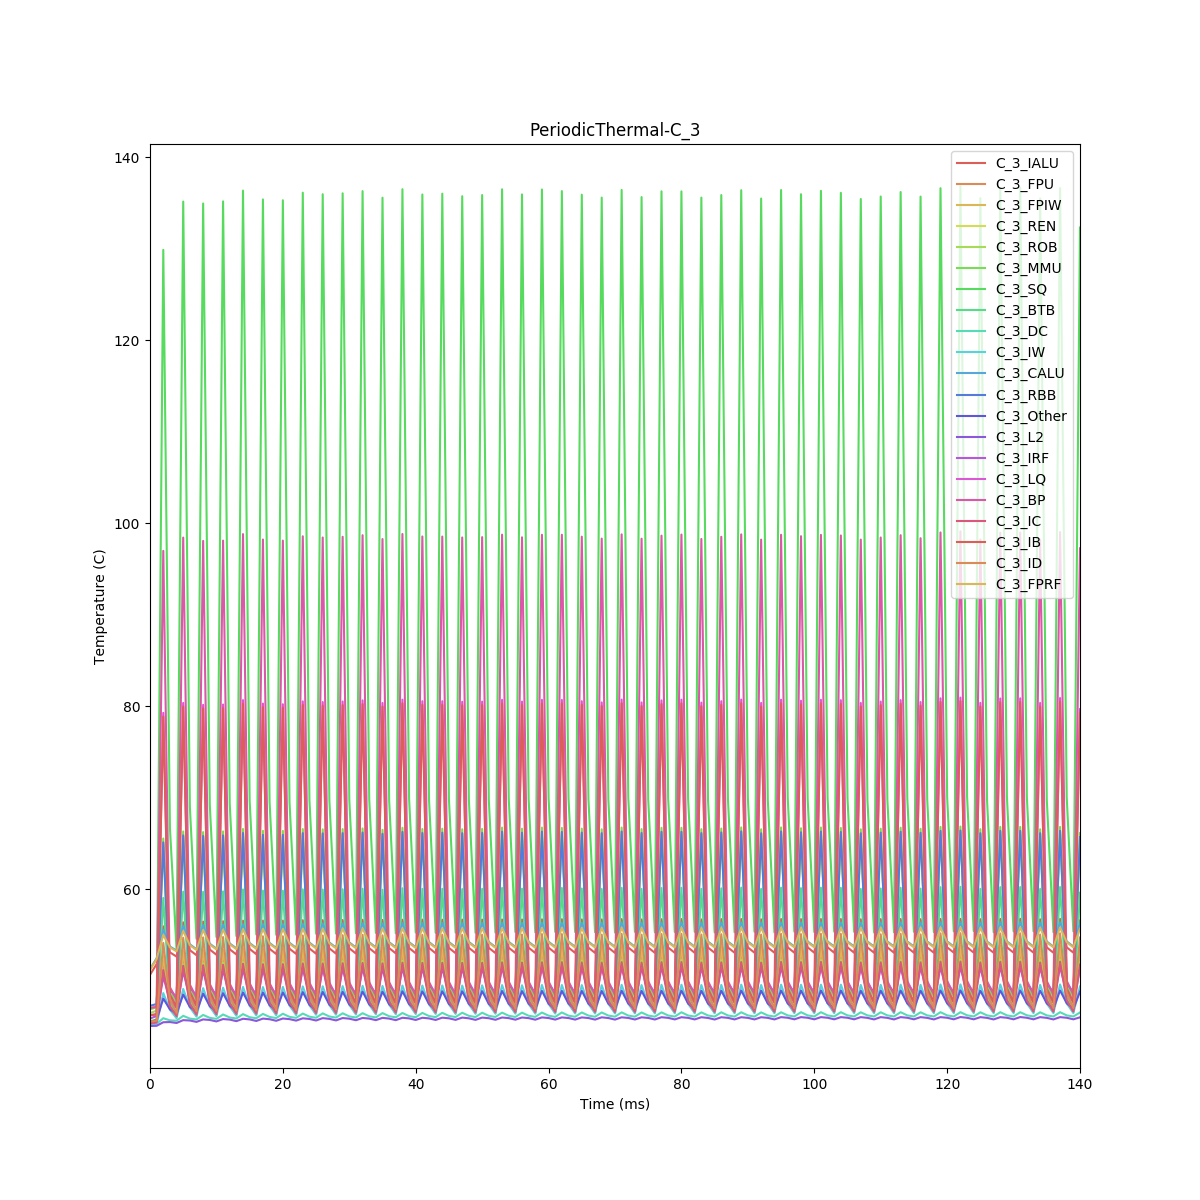 PeriodicThermal-C_3
140
120
100
80
60
Temperature (C)
C_3_IALU
C_3_FPU
C_3_FPIW
C_3_REN
C_3_ROB
C_3_MMU
C_3_SQ
C_3_BTB
C_3_DC
C_3_IW
C_3_CALU
C_3_RBB
C_3_Other
C_3_L2
C_3_IRF
C_3_LQ
C_3_BP
C_3_IC
C_3_IB
C_3_ID
C_3_FPRF
0 20 40 60 80 100 120 140
Time (ms)